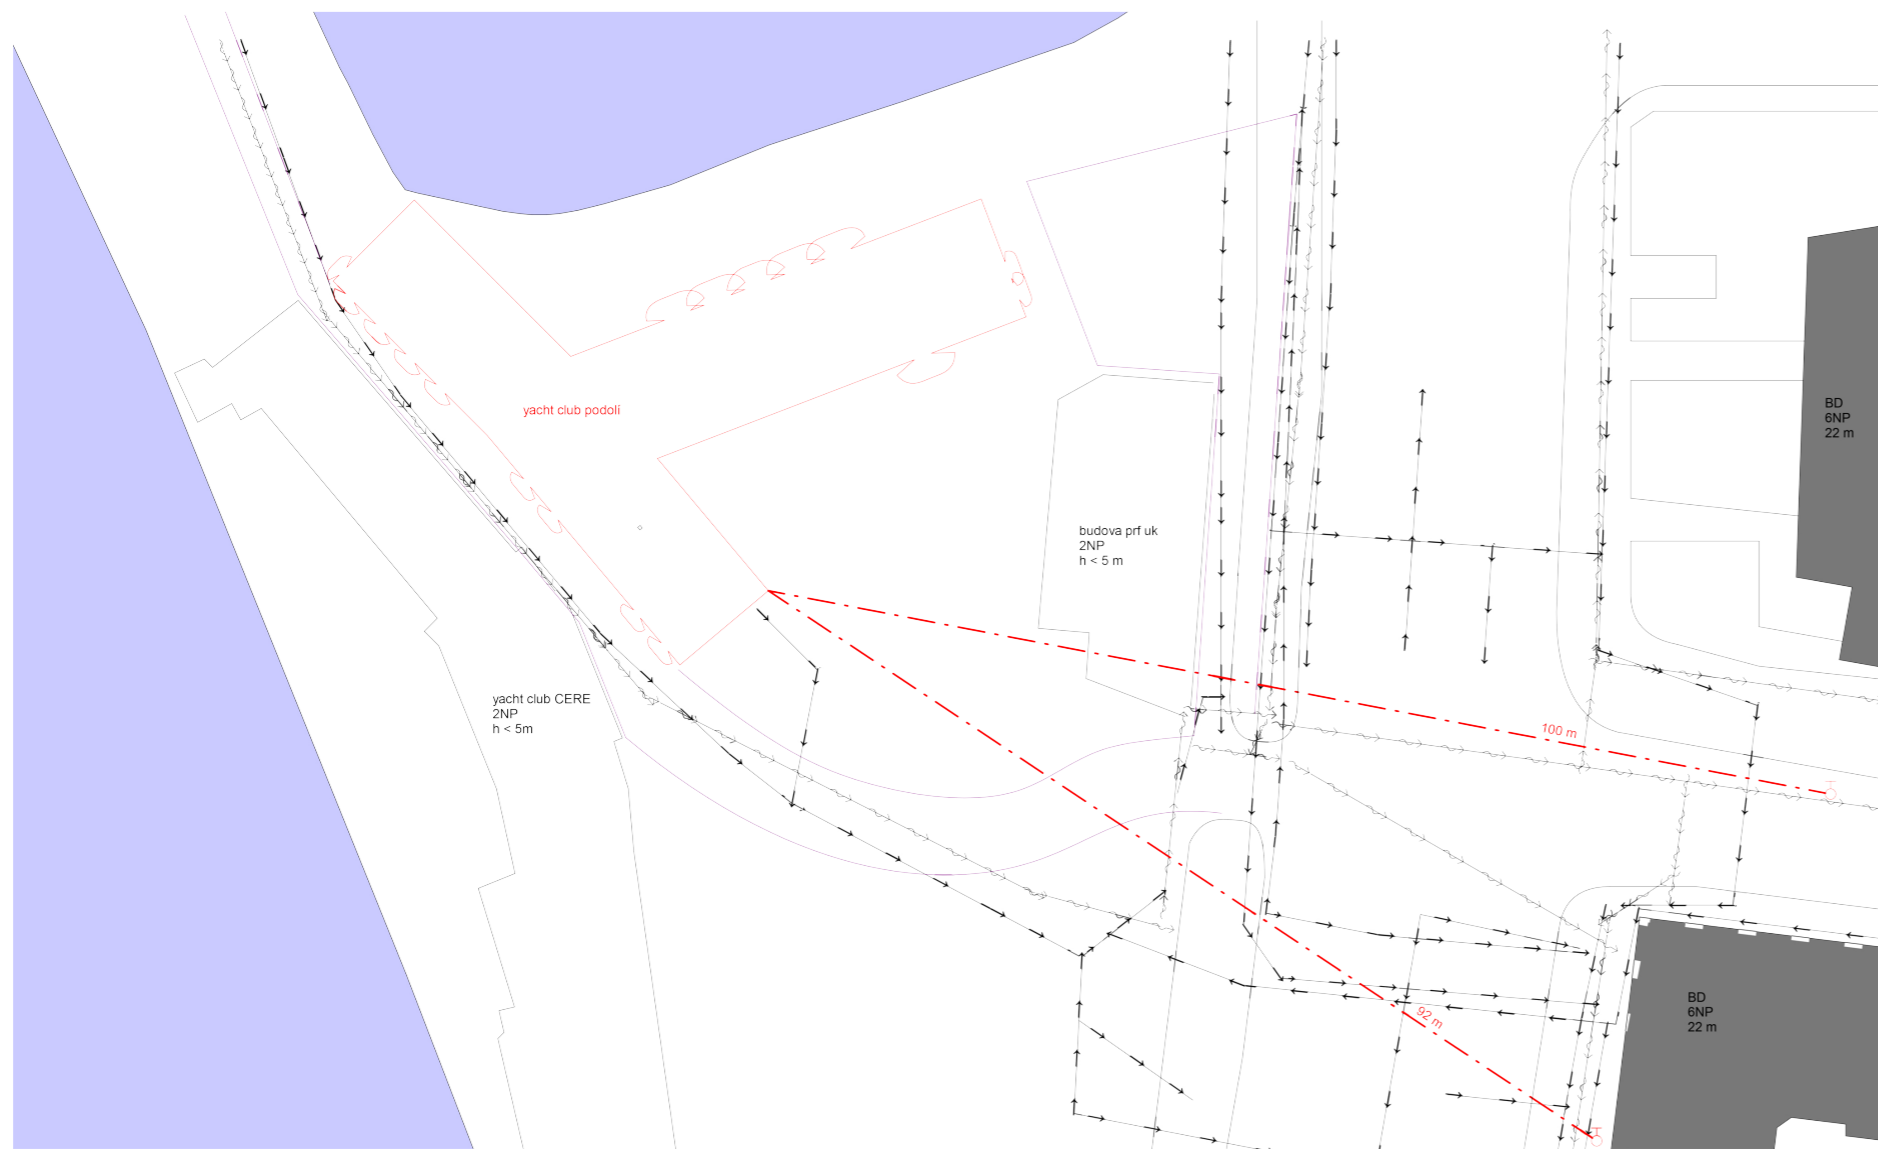 yacht club podolí
BD
6NP
22 m
budova prf uk
2NP
h < 5 m
yacht club CERE
2NP
h < 5m
100 m
BD
6NP
22 m
92 m